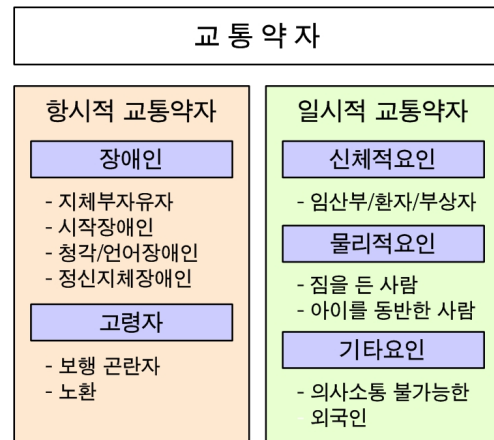 교 통 약 자
항시적 교통약자
장애인
- 지체부자유자
- 시작장애인
- 청각/언어장애인
- 정신지체장애인
고령자
- 보행 곤란자
- 노환
일시적 교통약자
신체적요인
- 임산부/환자/부상자
물리적요인
- 짐을 든 사람
- 아이를 동반한 사람
기타요인
- 의사소통 불가능한
외국인